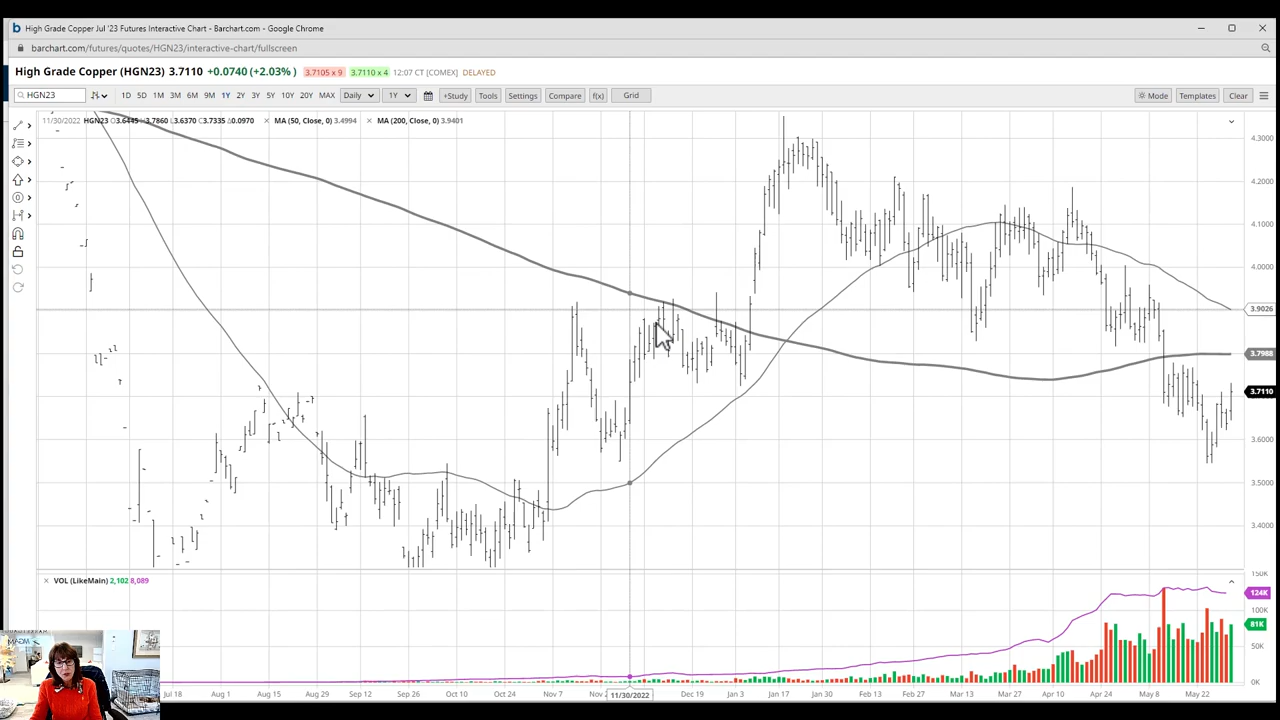 High Grade Copper Jul '23 Futures Interactive Chart - Barchart.com - Google Chrome
barchart.com/futures/quotes/HGN23/interactive-chart/fullscreen
High Grade Copper (HGN23) 3.7110 +0.0740 (+2.03%) 3.7105 x 9 3.7110 x 4 12:07 CT [COMEX] DELAYED
HGN23 1D 5D 1M 3M 6M 9M 1Y 2Y 3Y 5Y 10Y 20Y MAX Daily 1Y +Study Tools Settings Compare f(x) Grid Mode Templates Clear
11/30/2022 HGN23 O3.6445 H3.7860 L3.6370 C3.7335 Δ0.0970 MA (50, Close, 0) 3.4994 MA (200, Close, 0) 3.9401
4.3000
4.2000
4.1000
4.0000
3.9026
3.7988
3.7110
3.6000
3.5000
3.4000
VOL (LikeMain) 2,102 8,089
150K
124K
100K
81K
50K
0K
Jul 18 Aug 1 Aug 15 Aug Sep Sep 26 Oct 10 Oct 24 Nov 7 Nov 11/30/2022 Dec 19 Jan 3 Jan 17 Jan 30 Feb 13 Feb 27 Mar 13 Mar 27 Apr 10 Apr 24 May 8 May 22